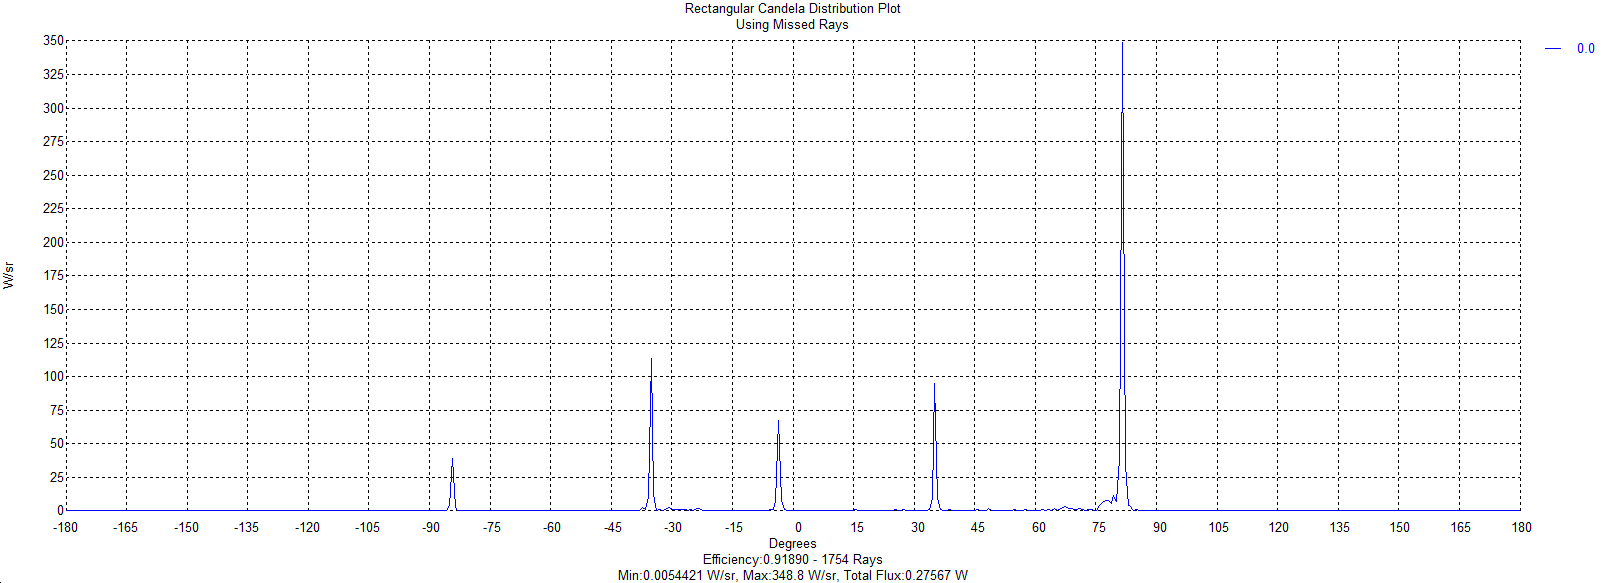 Rectangular Candela Distribution Plot
Using Missed Rays
350
325
300
275
250
225
200
175
150
125
100
75
50
25
0
W/sr
-180 -165 -150 -135 -120 -105 -90 -75 -60 -45 -30 -15 0 15 30 45 60 75 90 105 120 135 150 165 180
Degrees
Efficiency:0.91890 - 1754 Rays
Min:0.0054421 W/sr, Max:348.8 W/sr, Total Flux:0.27567 W
0.0